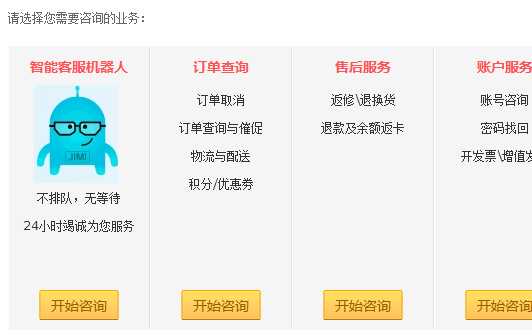 请选择您需要咨询的业务：
智能客服机器人
JIMI
不排队，无等待
24小时竭诚为您服务
开始咨询
订单查询
订单取消
订单查询与催促
物流与配送
积分/优惠券
开始咨询
售后服务
返修\退换货
退款及余额返卡
开始咨询
账户服务
账号咨询
密码找回
开发票\增值发
开始咨询